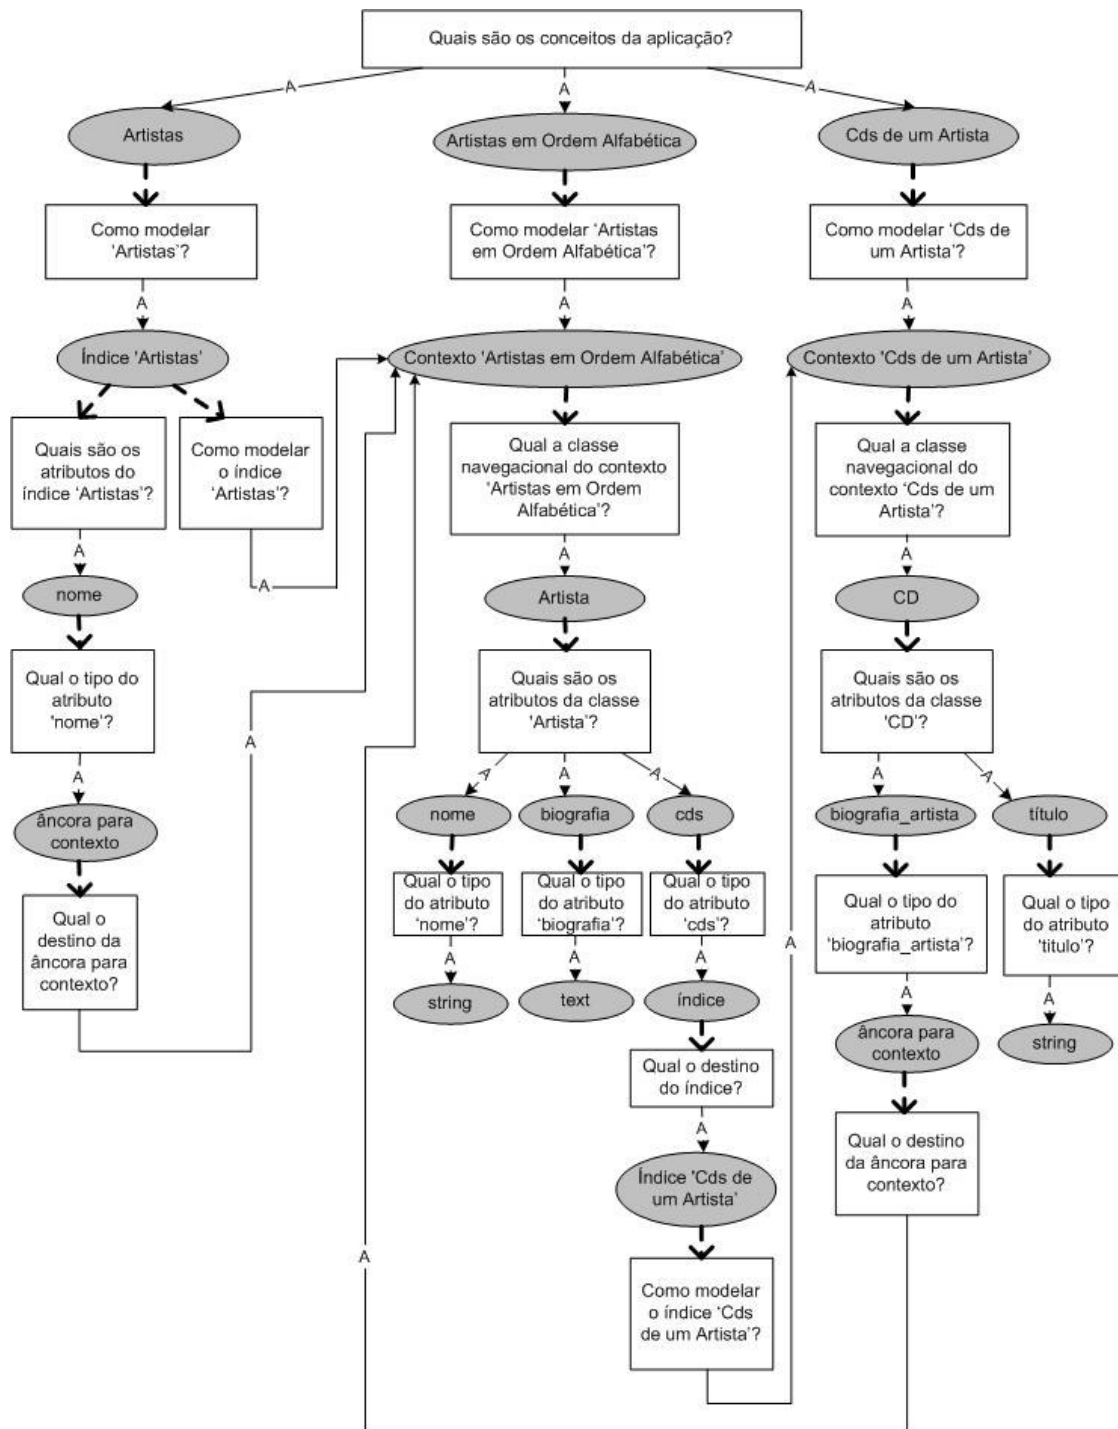 Quais são os conceitos da aplicação?
A
A
A
Artistas
Artistas em Ordem Alfabética
Cds de um Artista
Como modelar
'Artistas'?
Como modelar 'Artistas
em Ordem Alfabética'?
Como modelar 'Cds de
um Artista'?
A
A
A
Índice 'Artistas'
Contexto 'Artistas em Ordem Alfabética'
Contexto 'Cds de um Artista'
Quais são os
atributos do
índice 'Artistas'?
Como modelar
o índice
'Artistas'?
Qual a classe
navegacional do contexto
'Artistas em Ordem
Alfabética'?
Qual a classe
navegacional do
contexto 'Cds de um
Artista'?
A
A
A
A
nome
Artista
CD
Qual o tipo do
atributo
'nome'?
Quais são os
atributos da classe
'Artista'?
Quais são os
atributos da classe
'CD'?
A
A
A
A
A
A
A
âncora para
contexto
nome
biografia
cds
biografia_artista
título
Qual o
destino da
âncora para
contexto?
Qual o tipo
do atributo
'nome'?
Qual o tipo
do atributo
'biografia'?
Qual o tipo
do atributo
'cds'?
Qual o tipo do
atributo
'biografia_artista'?
Qual o tipo
do atributo
'titulo'?
A
A
A
A
A
A
string
text
índice
âncora para
contexto
string
Qual o destino
do índice?
A
Qual o destino
da âncora para
contexto?
Índice 'Cds de
um Artista'
A
Como modelar
o índice 'Cds
de um Artista'?